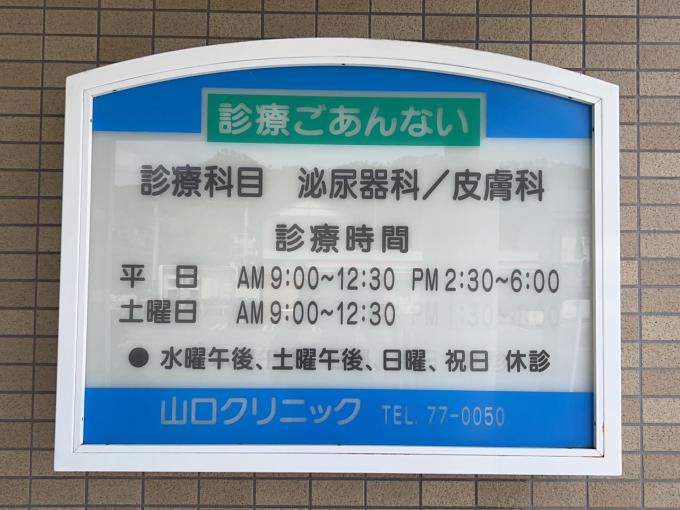 診療ごあんない
診療科目　泌尿器科／皮膚科
診療時間
平　日　AM 9:00~12:30 PM 2:30~6:00
土曜日　AM 9:00~12:30
● 水曜午後、土曜午後、日曜、祝日 休診
山口クリニック TEL. 77-0050